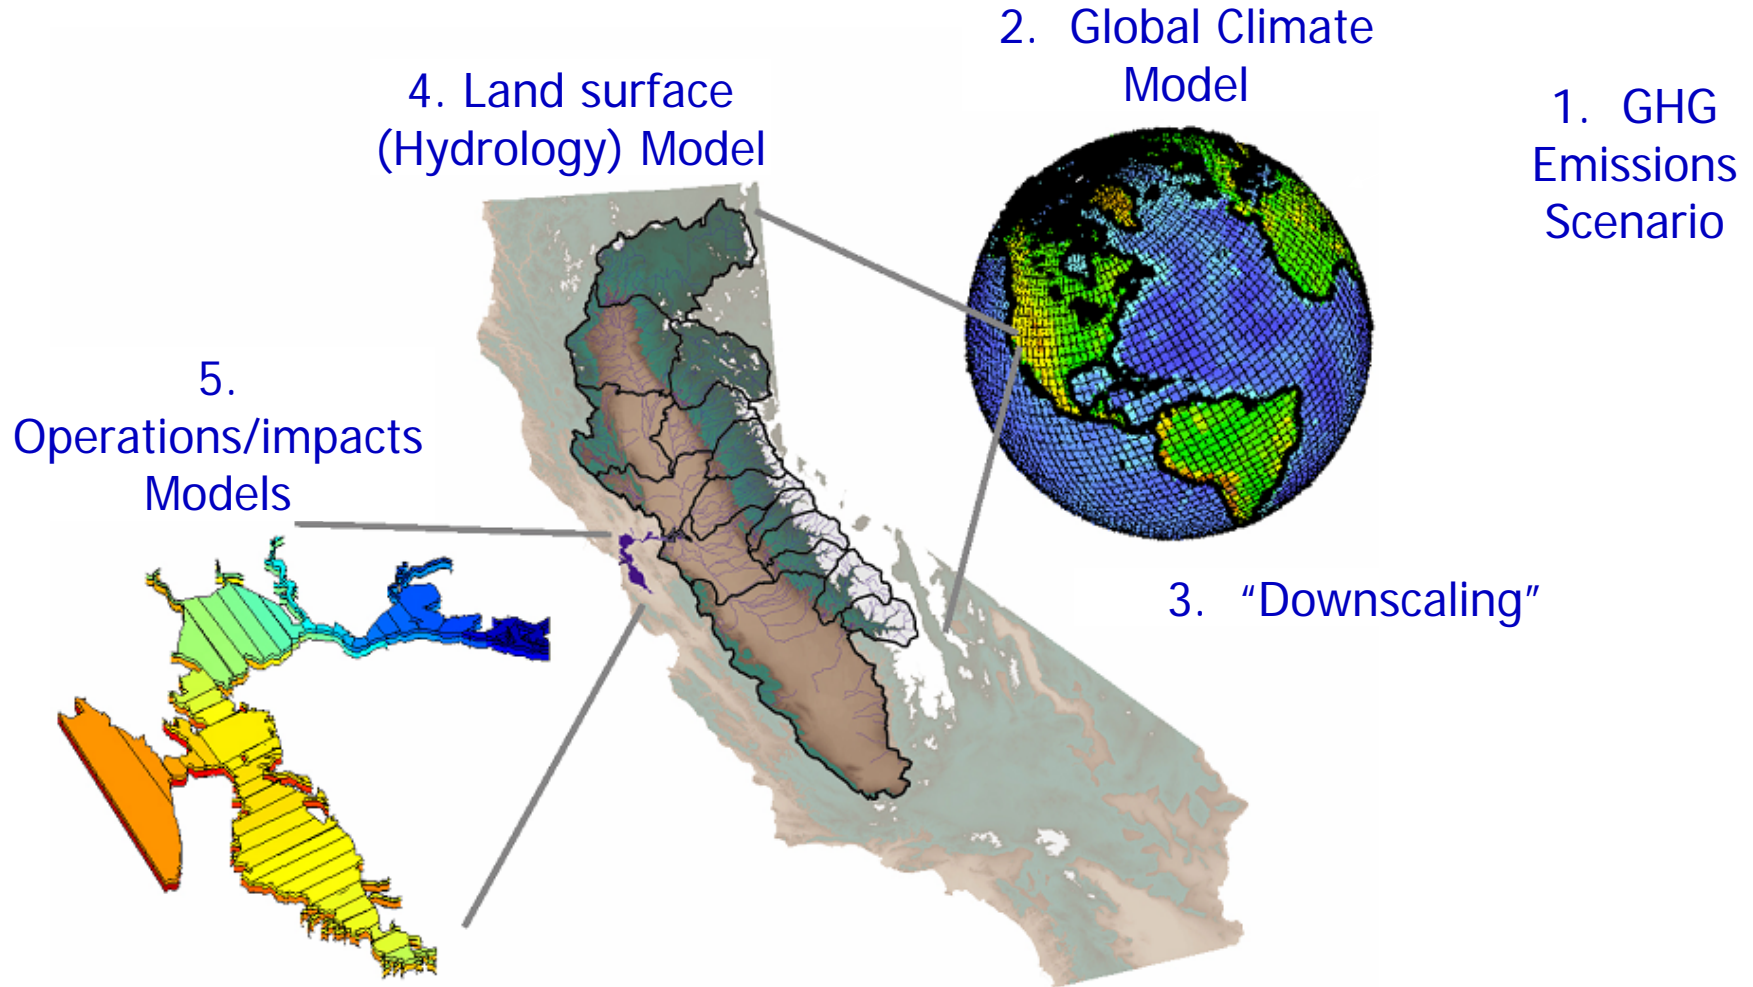 2. Global Climate
Model
1. GHG
Emissions
Scenario
4. Land surface
(Hydrology) Model
5.
Operations/impacts
Models
3. “Downscaling”